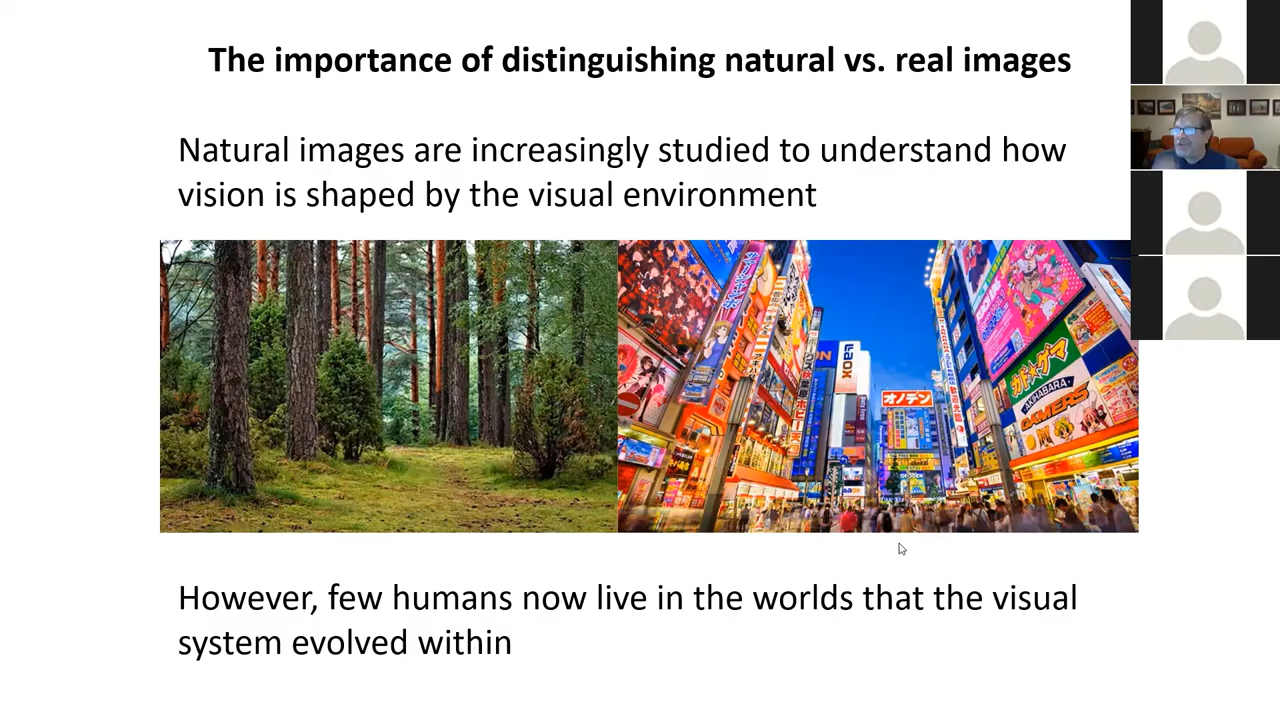 The importance of distinguishing natural vs. real images
Natural images are increasingly studied to understand how
vision is shaped by the visual environment
LAOX
オノデン
AKIHABARA
GAMERS
However, few humans now live in the worlds that the visual
system evolved within